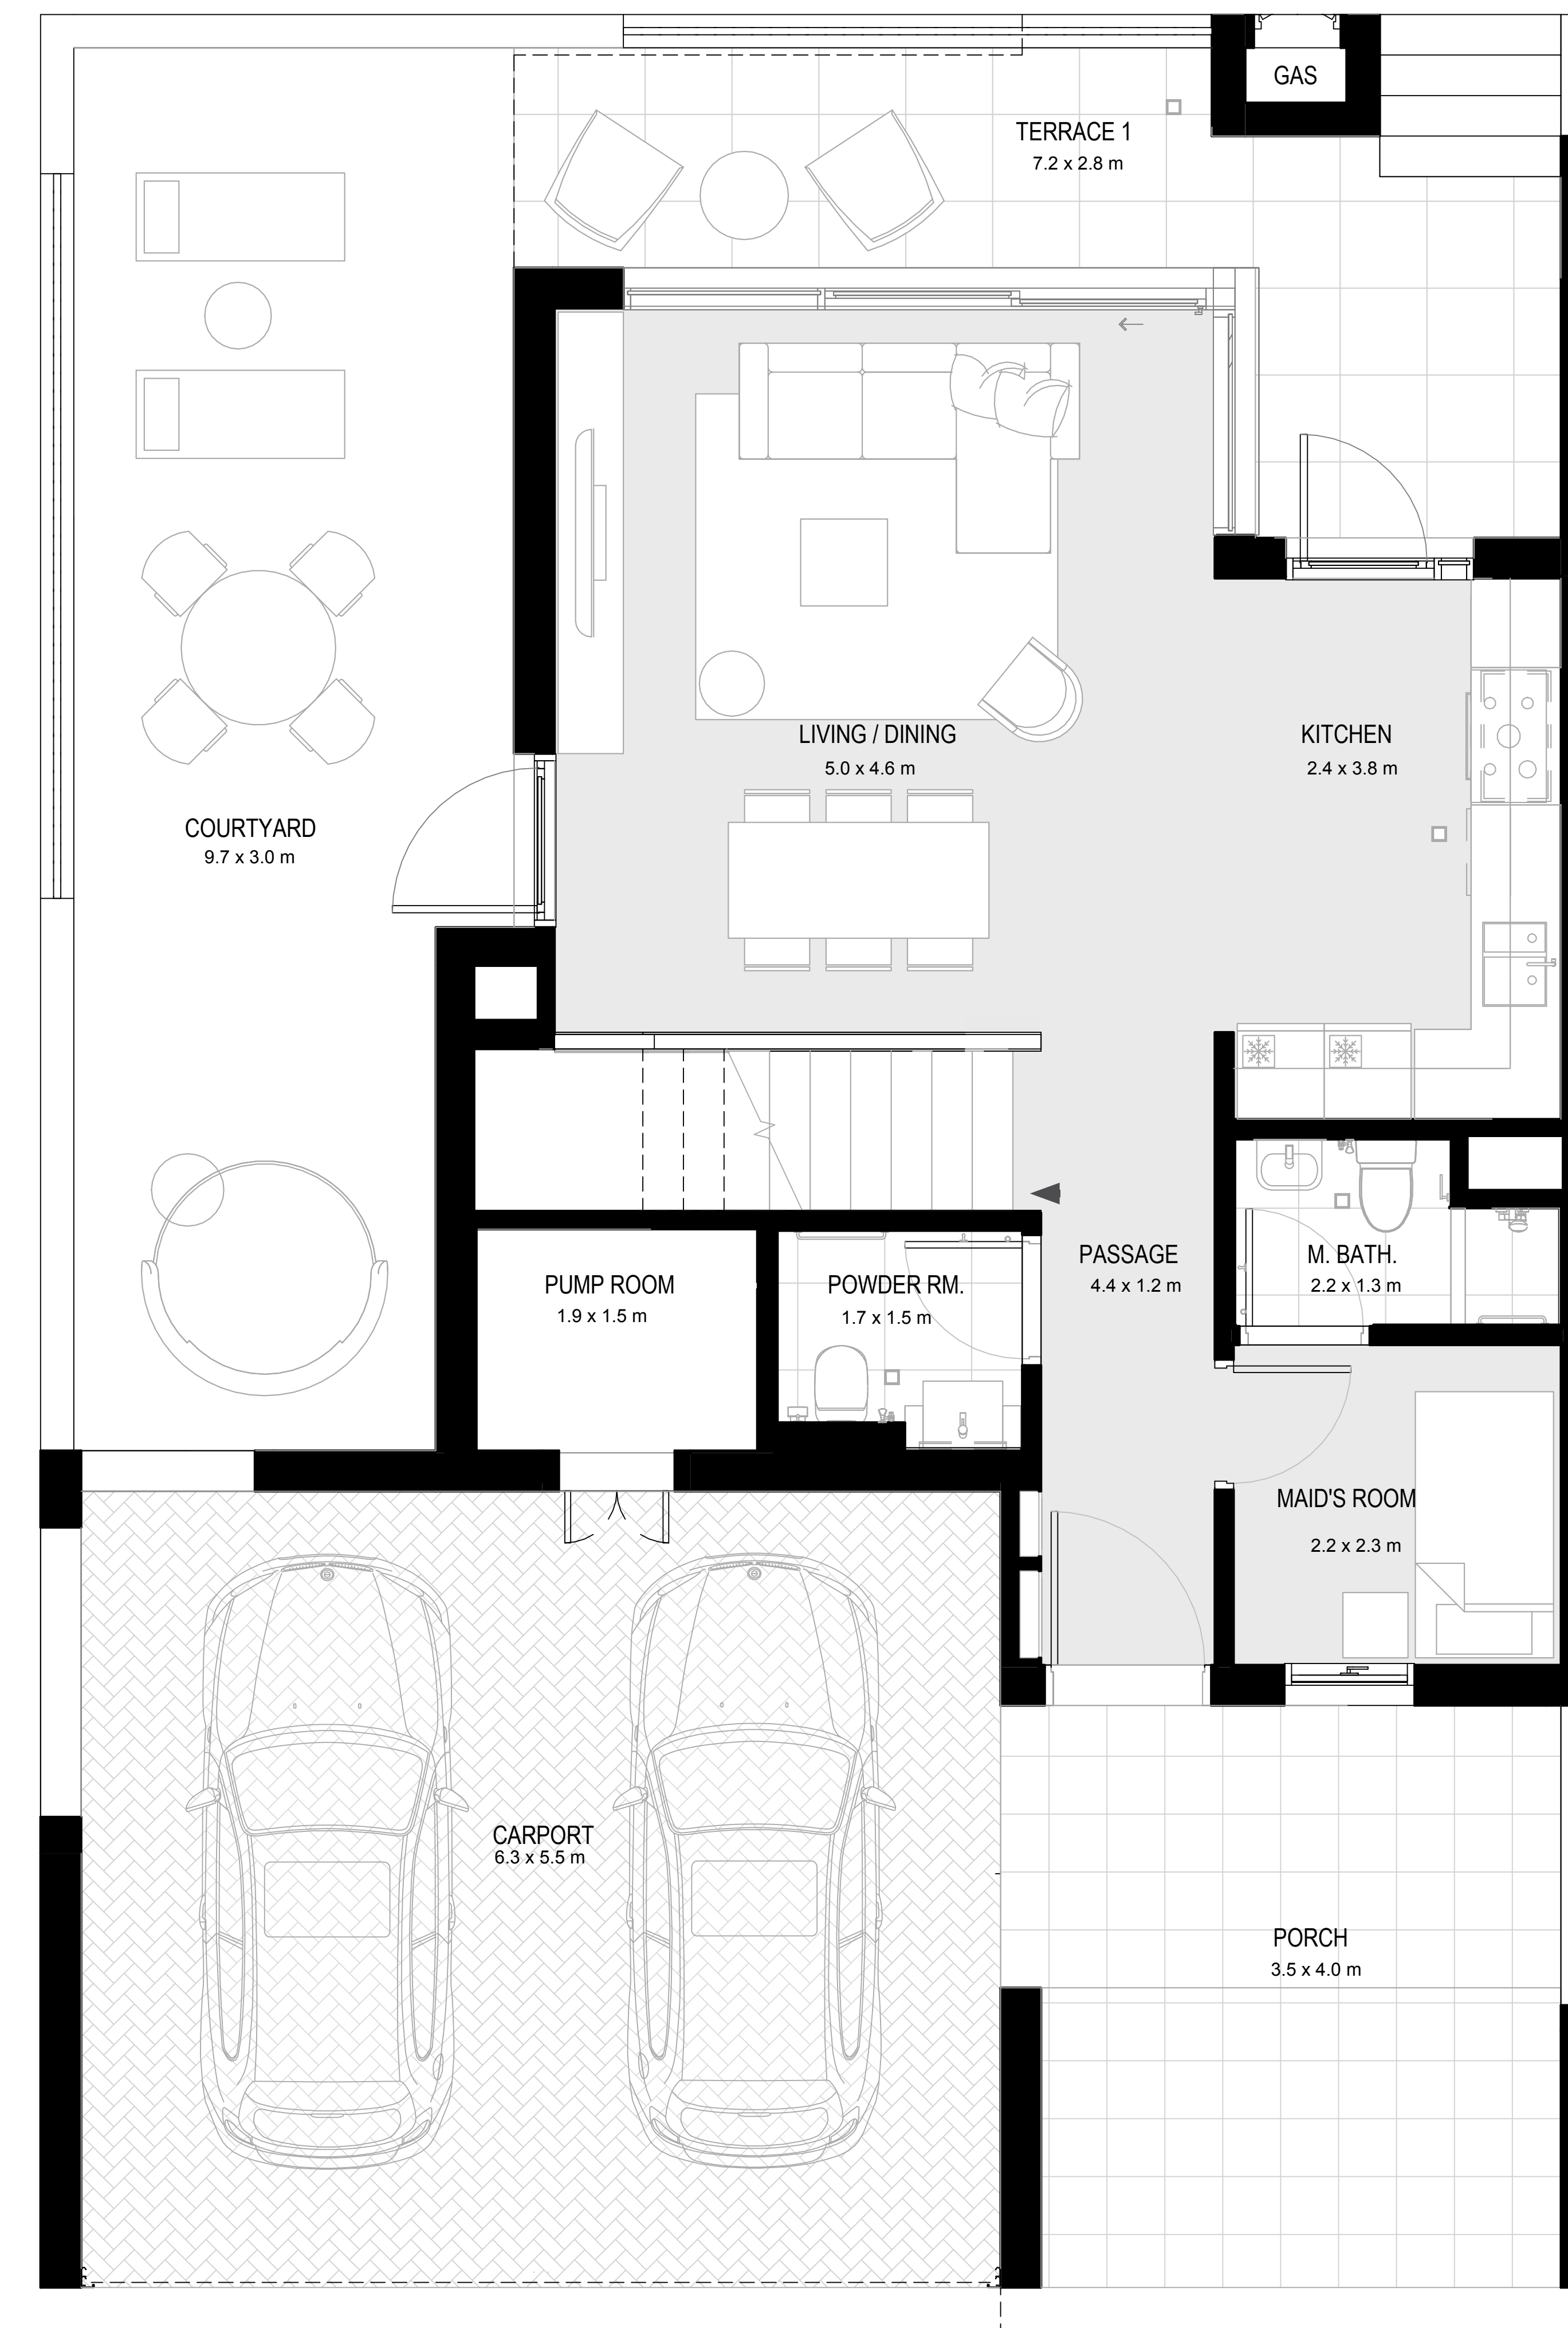 GAS
TERRACE 1
7.2 x 2.8 m
LIVING / DINING
5.0 x 4.6 m
KITCHEN
2.4 x 3.8 m
COURTYARD
9.7 x 3.0 m
PASSAGE
4.4 x 1.2 m
M. BATH.
2.2 x 1.3 m
PUMP ROOM
1.9 x 1.5 m
POWDER RM.
1.7 x 1.5 m
MAID'S ROOM
2.2 x 2.3 m
CARPORT
6.3 x 5.5 m
PORCH
3.5 x 4.0 m